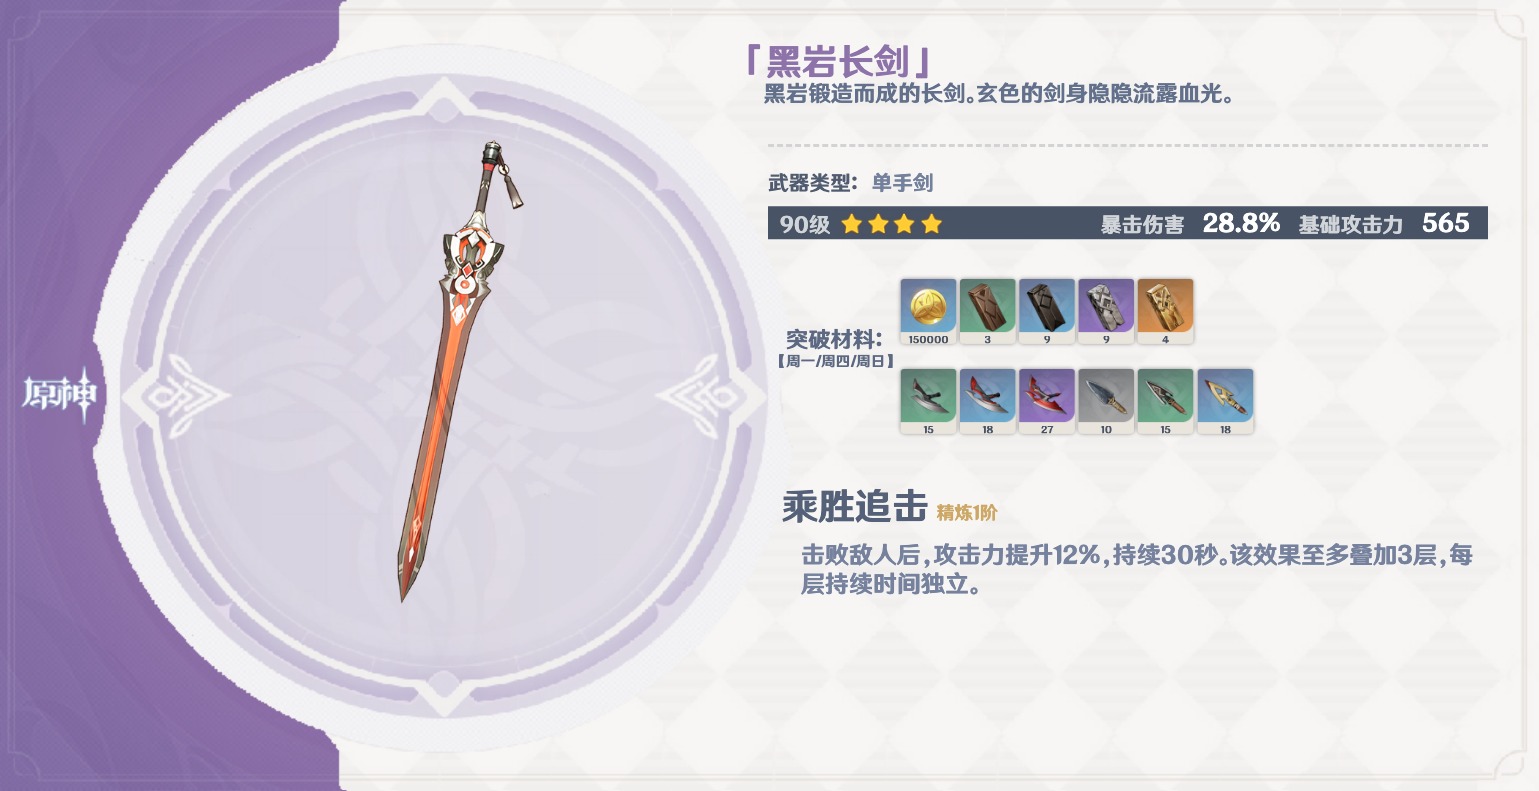 「黑岩长剑」
黑岩锻造而成的长剑。玄色的剑身隐隐流露血光。
武器类型： 单手剑
90级 暴击伤害 28.8% 基础攻击力 565
150000 3 9 9 4
突破材料：
【周一/周四/周日】
原神
15 18 27 10 15 18
乘胜追击 精炼1阶
击败敌人后，攻击力提升12%，持续30秒。该效果至多叠加3层，每
层持续时间独立。